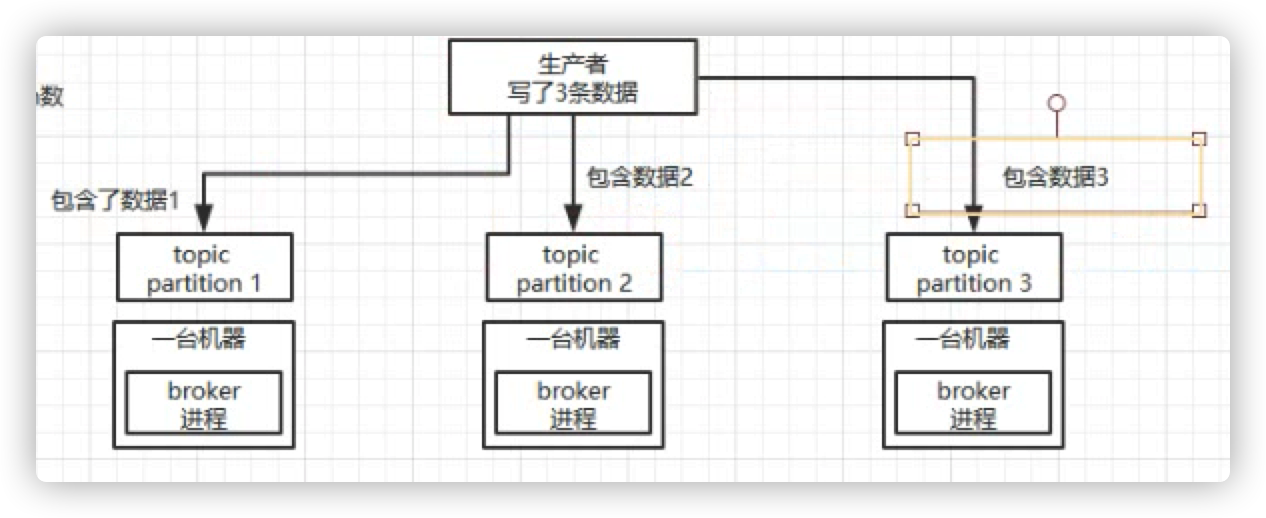 生产者
写了3条数据
数
包含数据2
包含数据3
包含了数据1
topic
partition 1
topic
partition 2
topic
partition 3
一台机器
broker
进程
一台机器
broker
进程
一台机器
broker
进程